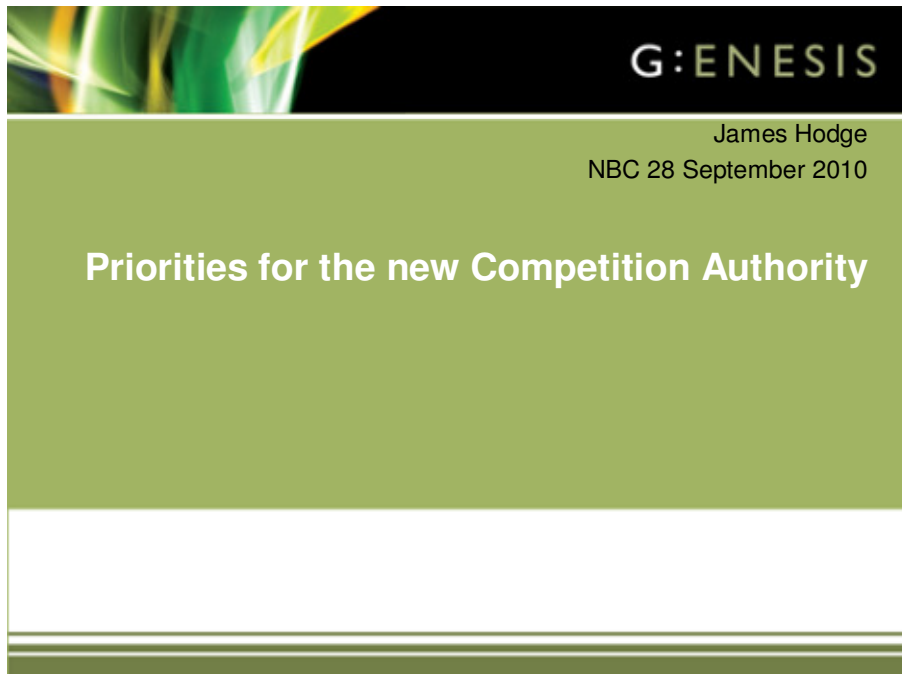 G:ENESIS
James Hodge
NBC 28 September 2010
Priorities for the new Competition Authority